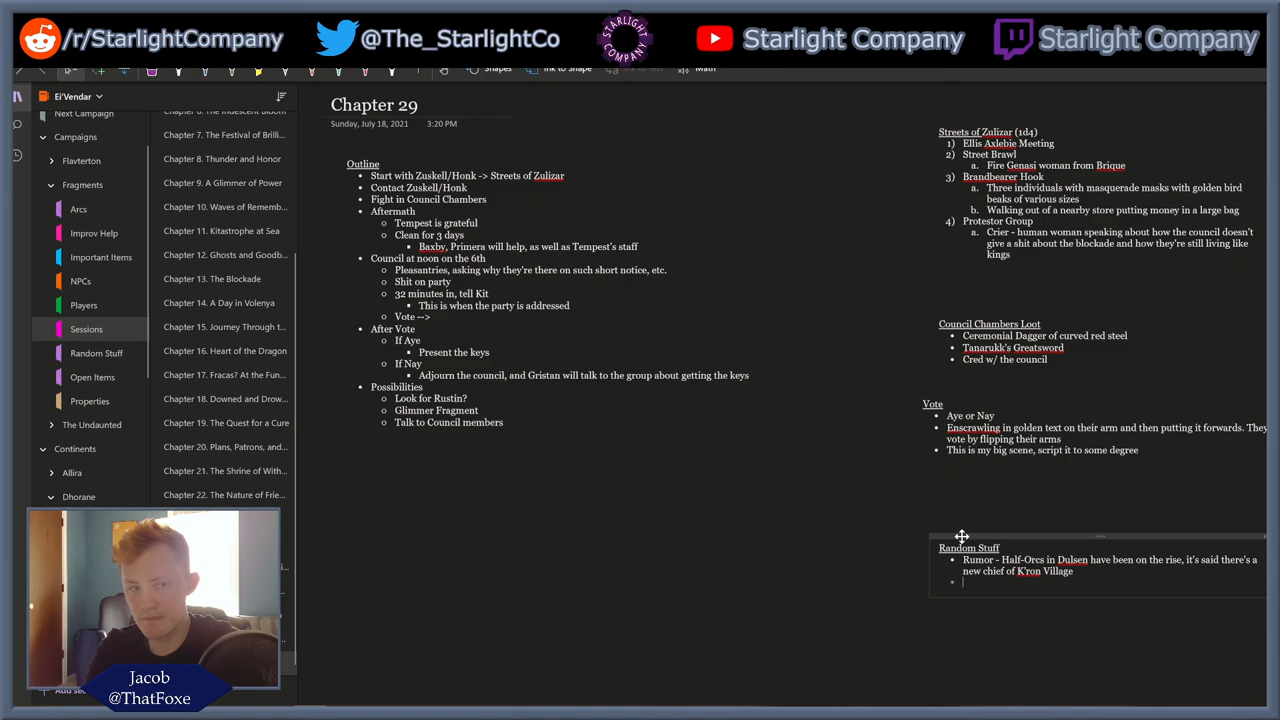 /r/StarlightCompany
@The_StarlightCo
STARLIGHT COMPANY
Starlight Company
Starlight Company
Shapes
Ink to Shape
Math
Ei'Vendar
Next Campaign
Campaigns
Flavterton
Fragments
Arcs
Improv Help
Important Items
NPCs
Players
Sessions
Random Stuff
Open Items
Properties
The Undaunted
Continents
Allira
Dhorane
Chapter 6. The Iridescent Bloom
Chapter 7. The Festival of Brilli...
Chapter 8. Thunder and Honor
Chapter 9. A Glimmer of Power
Chapter 10. Waves of Rememb...
Chapter 11. Kitastrophe at Sea
Chapter 12. Ghosts and Goodb...
Chapter 13. The Blockade
Chapter 14. A Day in Volenya
Chapter 15. Journey Through t...
Chapter 16. Heart of the Dragon
Chapter 17. Fracas? At the Fun...
Chapter 18. Downed and Drow...
Chapter 19. The Quest for a Cure
Chapter 20. Plans, Patrons, and...
Chapter 21. The Shrine of With...
Chapter 22. The Nature of Frie...
Chapter 29
Sunday, July 18, 2021 3:20 PM
Outline
• Start with Zuskell/Honk -> Streets of Zulizar
• Contact Zuskell/Honk
• Fight in Council Chambers
• Aftermath
○ Tempest is grateful
○ Clean for 3 days
▪ Baxby, Primera will help, as well as Tempest's staff
• Council at noon on the 6th
○ Pleasantries, asking why they're there on such short notice, etc.
○ Shit on party
○ 32 minutes in, tell Kit
▪ This is when the party is addressed
○ Vote -->
• After Vote
○ If Aye
▪ Present the keys
○ If Nay
▪ Adjourn the council, and Gristan will talk to the group about getting the keys
• Possibilities
○ Look for Rustin?
○ Glimmer Fragment
○ Talk to Council members
Streets of Zulizar (1d4)
1) Ellis Axlebie Meeting
2) Street Brawl
a. Fire Genasi woman from Brique
3) Brandbearer Hook
a. Three individuals with masquerade masks with golden bird
beaks of various sizes
b. Walking out of a nearby store putting money in a large bag
4) Protestor Group
a. Crier - human woman speaking about how the council doesn't
give a shit about the blockade and how they're still living like
kings
Council Chambers Loot
• Ceremonial Dagger of curved red steel
• Tanarukk's Greatsword
• Cred w/ the council
Vote
• Aye or Nay
• Enscrawling in golden text on their arm and then putting it forwards. They
vote by flipping their arms
• This is my big scene, script it to some degree
Random Stuff
• Rumor - Half-Orcs in Dulsen have been on the rise, it's said there's a
new chief of K'ron Village
Jacob
@ThatFoxe